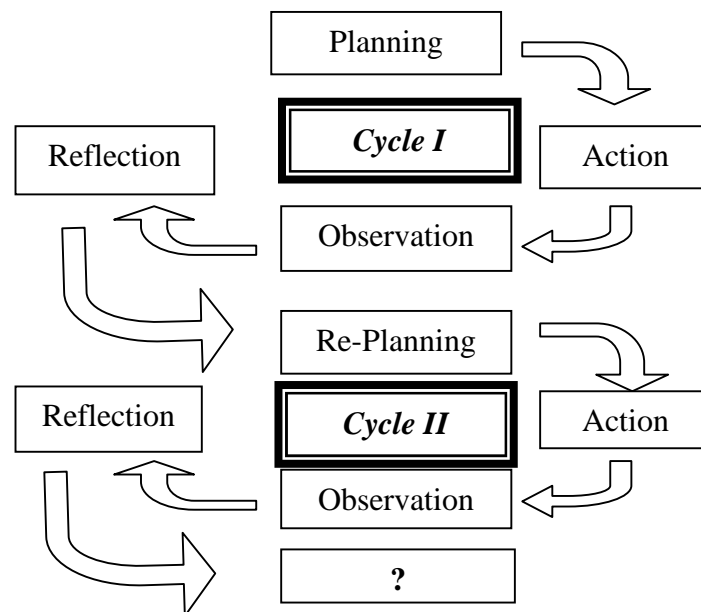 Planning
Cycle I
Reflection
Action
Observation
Re-Planning
Reflection
Cycle II
Action
Observation
?